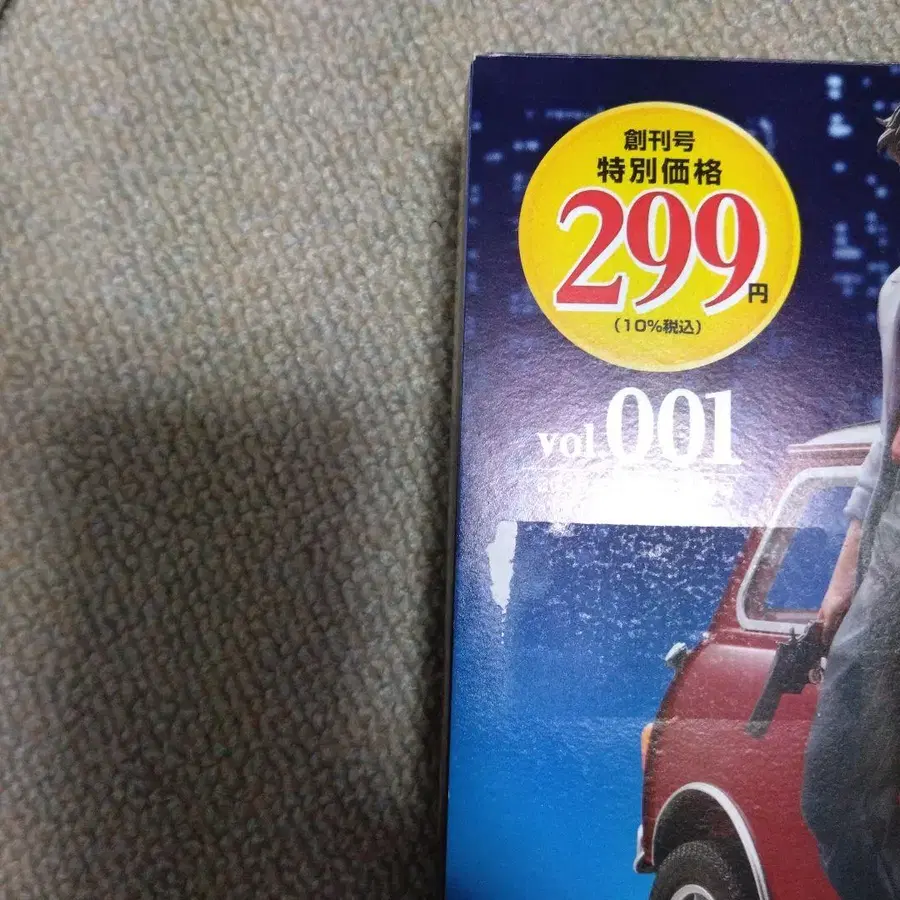 創刊号
特別価格
299円
(10%税込)
vol.001